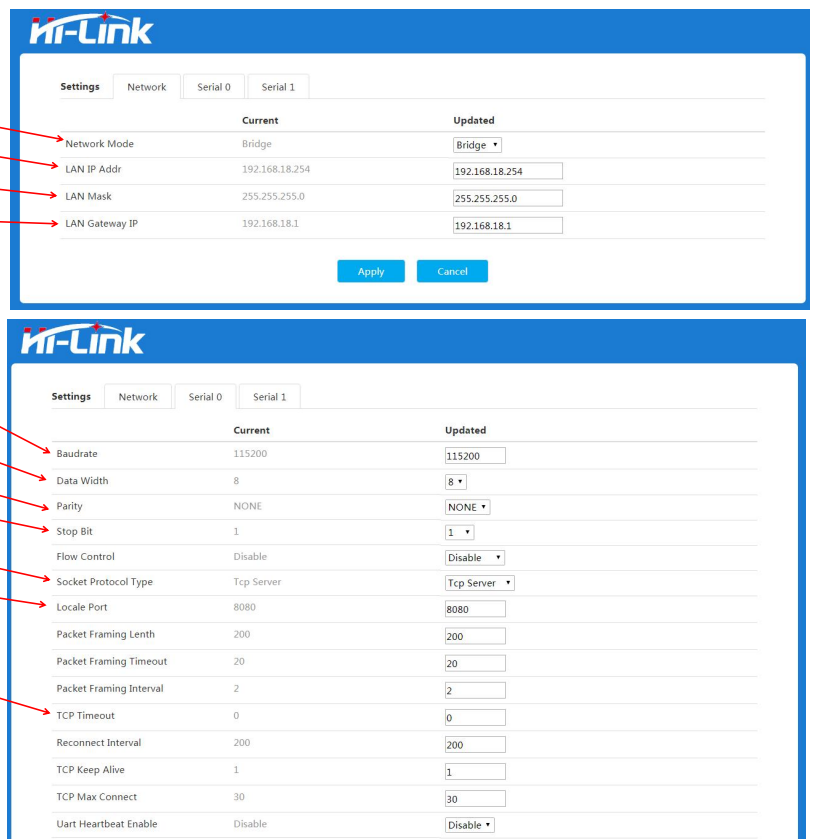 Hi-Link
Settings Network Serial 0 Serial 1
Current Updated
Network Mode Bridge Bridge
LAN IP Addr 192.168.18.254 192.168.18.254
LAN Mask 255.255.255.0 255.255.255.0
LAN Gateway IP 192.168.18.1 192.168.18.1
Apply Cancel
Hi-Link
Settings Network Serial 0 Serial 1
Current Updated
Baudrate 115200 115200
Data Width 8 8
Parity NONE NONE
Stop Bit 1 1
Flow Control Disable Disable
Socket Protocol Type Tcp Server Tcp Server
Locale Port 8080 8080
Packet Framing Lenth 200 200
Packet Framing Timeout 20 20
Packet Framing Interval 2 2
TCP Timeout 0 0
Reconnect Interval 200 200
TCP Keep Alive 1 1
TCP Max Connect 30 30
Uart Heartbeat Enable Disable Disable